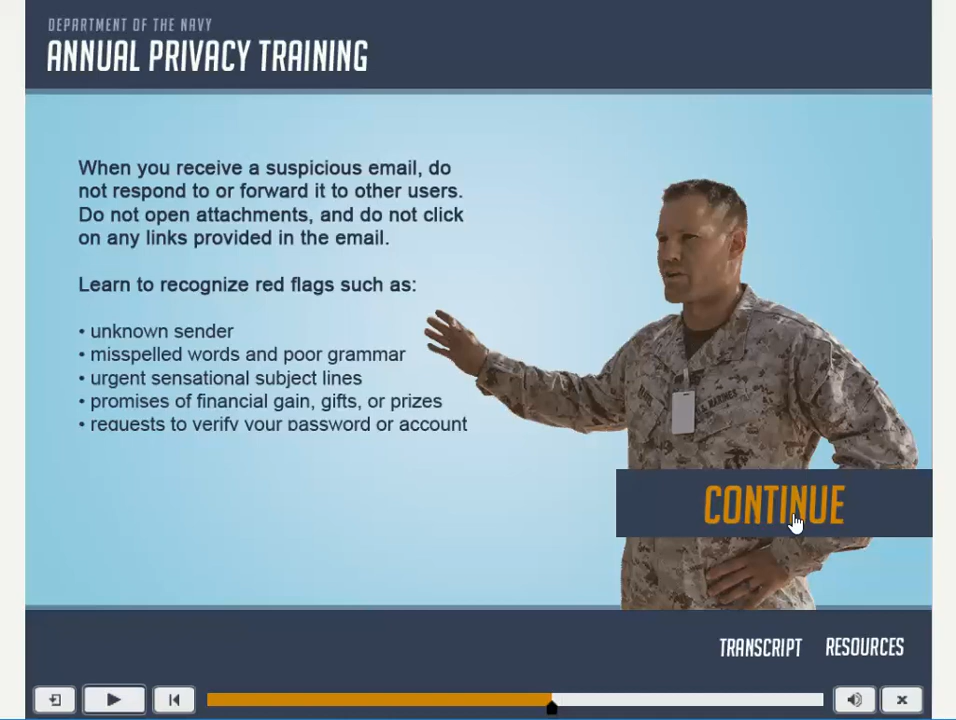 DEPARTMENT OF THE NAVY
ANNUAL PRIVACY TRAINING
When you receive a suspicious email, do
not respond to or forward it to other users.
Do not open attachments, and do not click
on any links provided in the email.
Learn to recognize red flags such as:
• unknown sender
• misspelled words and poor grammar
• urgent sensational subject lines
• promises of financial gain, gifts, or prizes
• requests to verify your password or account
U.S. MARINES
CONTINUE
TRANSCRIPT RESOURCES